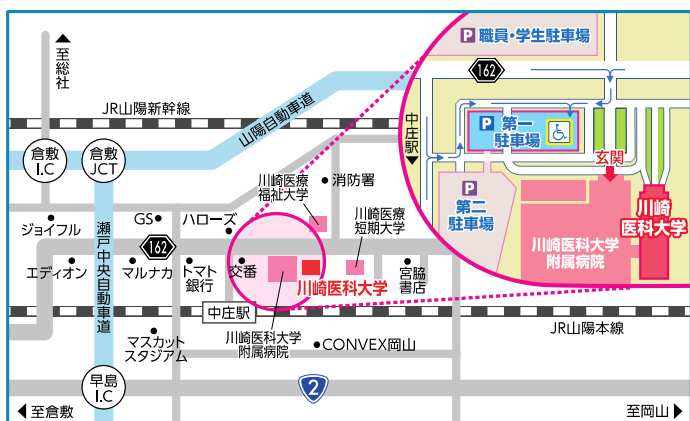 至総社
JR山陽新幹線
山陽自動車道
倉敷
I.C
倉敷
JCT
ジョイフル
GS
ハローズ
162
エディオン
マルナカ
トマト
銀行
交番
瀬戸中央自動車道
川崎医療
福祉大学
消防署
川崎医療
短期大学
宮脇
書店
川崎医科大学
中庄駅
川崎医科大学
附属病院
JR山陽本線
マスカット
スタジアム
CONVEX岡山
早島
I.C
2
至倉敷
至岡山
P 職員・学生駐車場
162
中庄駅
P 第一
駐車場
P
第二
駐車場
玄関
川崎医科大学
附属病院
川崎
医科大学